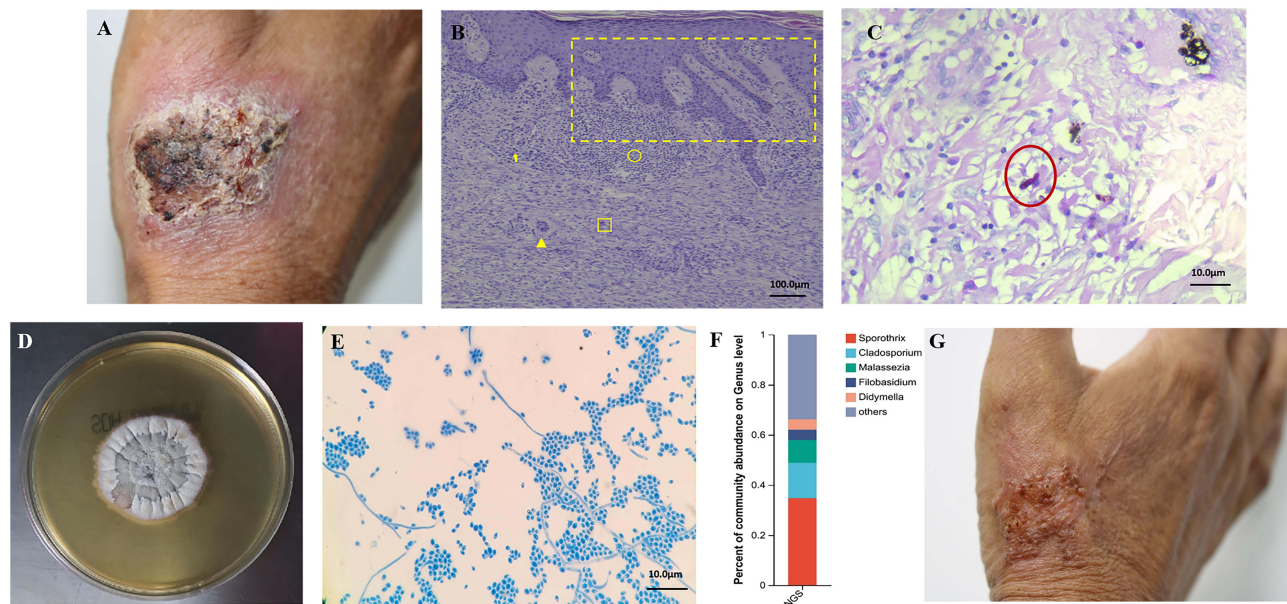 A
B
100.0μm
C
10.0μm
D
E
10.0μm
F
Percent of community abundance on Genus level
1
0.8
0.6
0.4
0.2
0
NGS
Sporothrix
Cladosporium
Malassezia
Filobasidium
Didymella
others
G